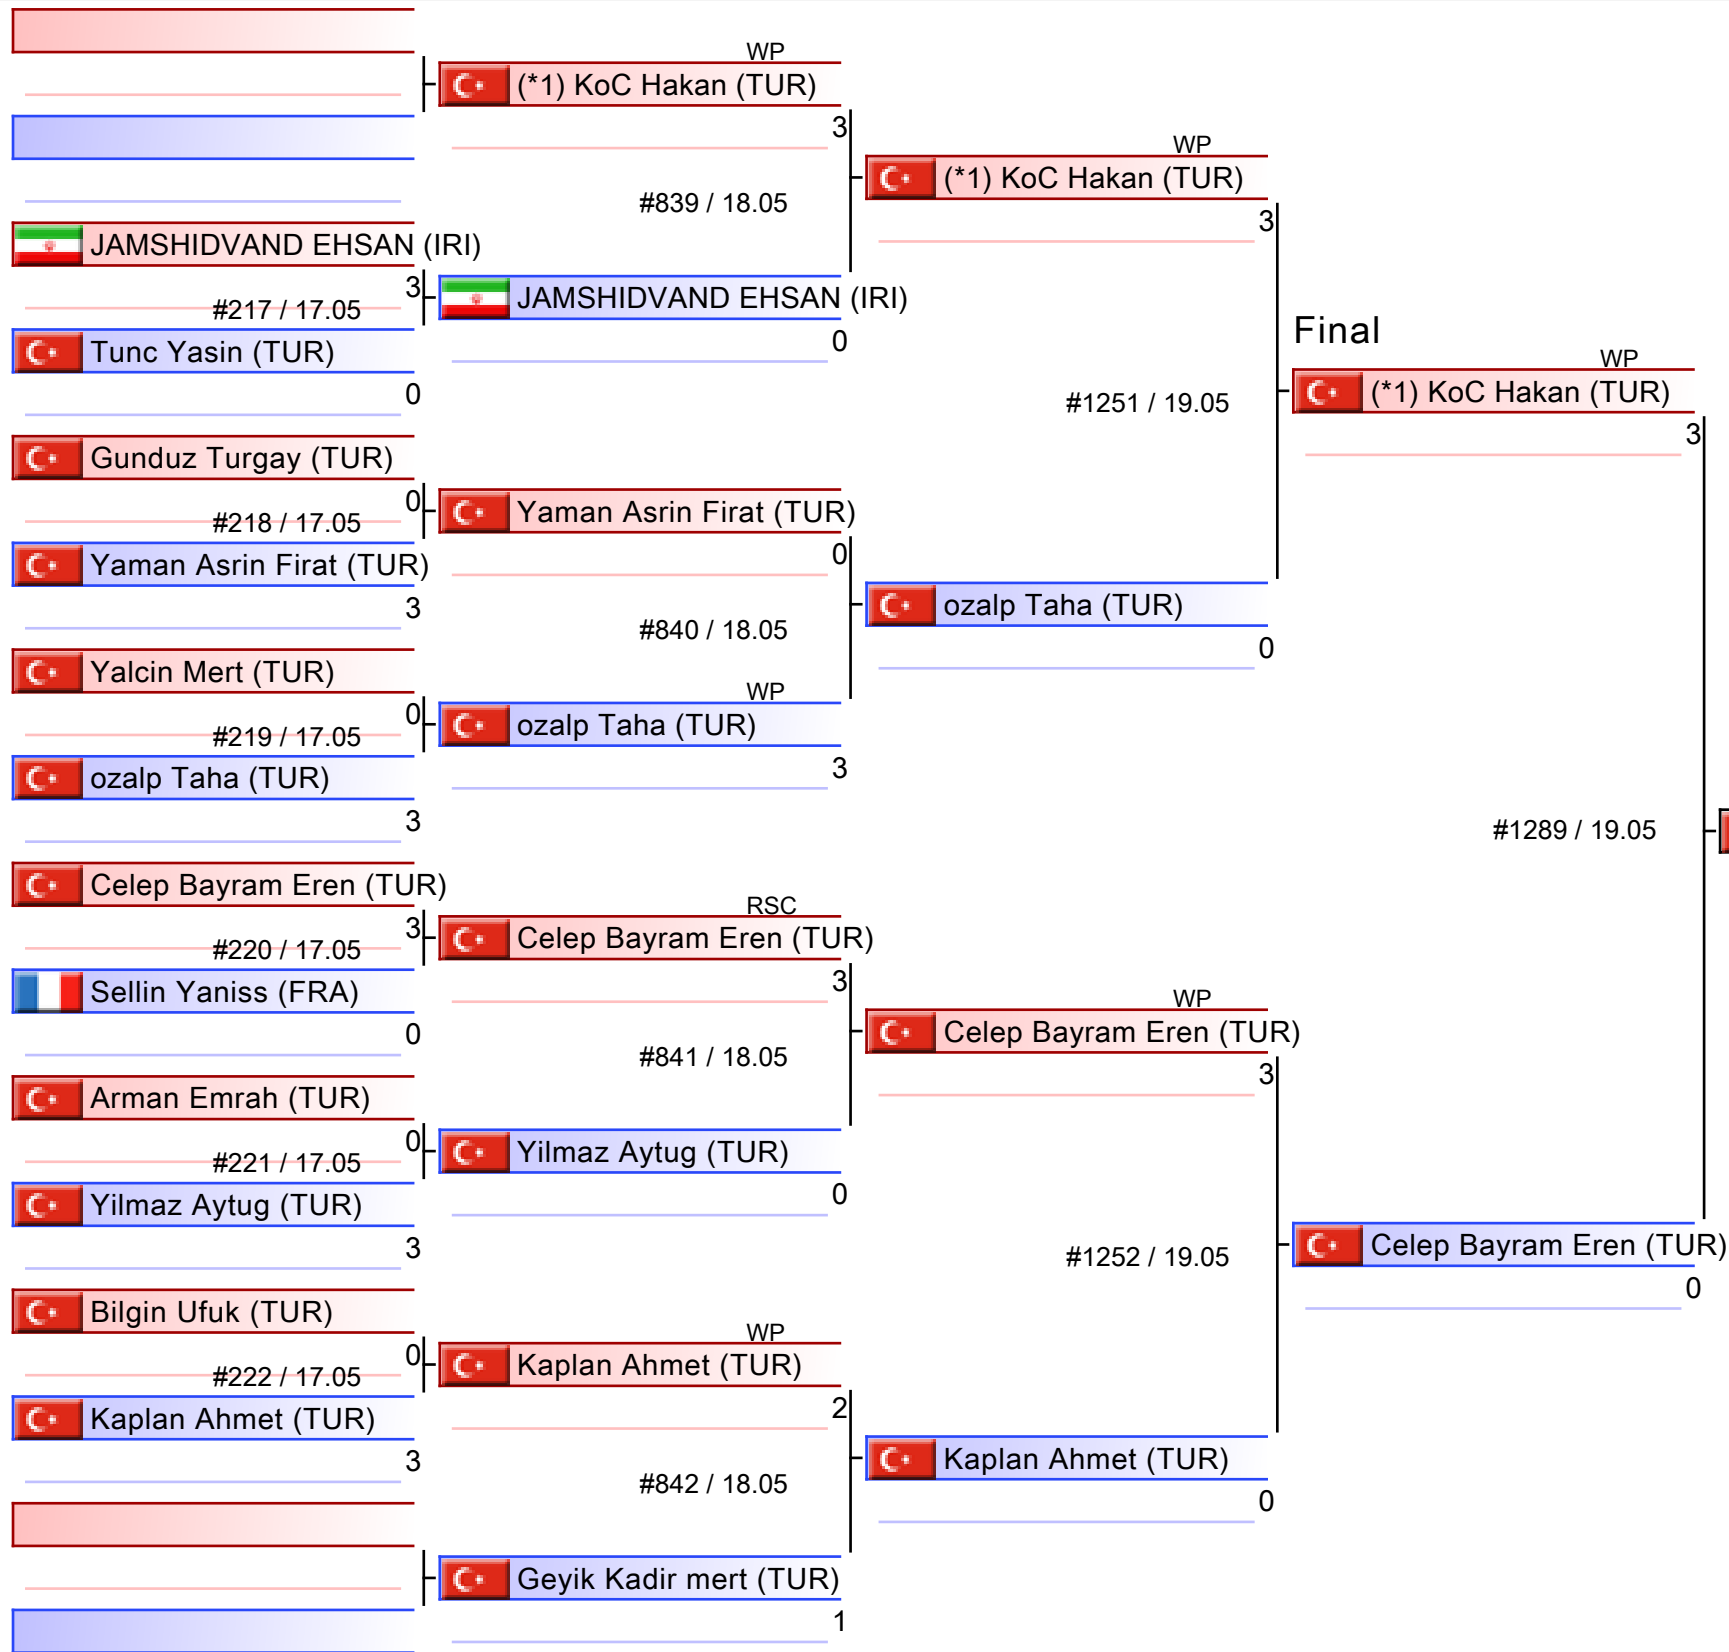 WP
(*1) KoC Hakan (TUR)
3
WP
(*1) KoC Hakan (TUR)
#839 / 18.05
3
JAMSHIDVAND EHSAN (IRI)
3
#217 / 17.05
JAMSHIDVAND EHSAN (IRI)
Final
Tunc Yasin (TUR)
0
WP
0
#1251 / 19.05
(*1) KoC Hakan (TUR)
3
Gunduz Turgay (TUR)
0
#218 / 17.05
Yaman Asrin Firat (TUR)
Yaman Asrin Firat (TUR)
0
3
ozalp Taha (TUR)
#840 / 18.05
0
Yalcin Mert (TUR)
WP
0
#219 / 17.05
ozalp Taha (TUR)
ozalp Taha (TUR)
3
3
#1289 / 19.05
Celep Bayram Eren (TUR)
RSC
3
#220 / 17.05
Celep Bayram Eren (TUR)
3
Sellin Yaniss (FRA)
WP
0
Celep Bayram Eren (TUR)
#841 / 18.05
3
Arman Emrah (TUR)
0
#221 / 17.05
Yilmaz Aytug (TUR)
Yilmaz Aytug (TUR)
0
3
#1252 / 19.05
Celep Bayram Eren (TUR)
0
Bilgin Ufuk (TUR)
WP
0
#222 / 17.05
Kaplan Ahmet (TUR)
2
Kaplan Ahmet (TUR)
3
Kaplan Ahmet (TUR)
#842 / 18.05
0
Geyik Kadir mert (TUR)
1